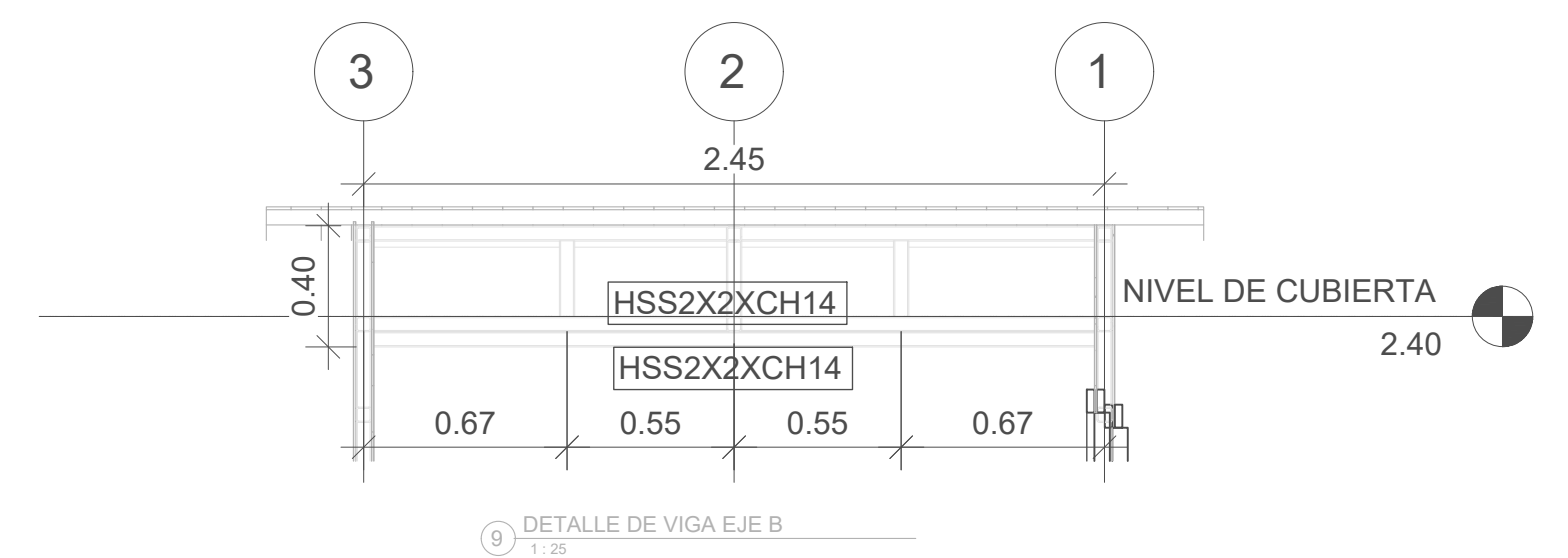 3
2
1
2.45
0.40
HSS2X2XCH14
NIVEL DE CUBIERTA
2.40
HSS2X2XCH14
0.67
0.55
0.55
0.67
9
DETALLE DE VIGA EJE B
1 : 25